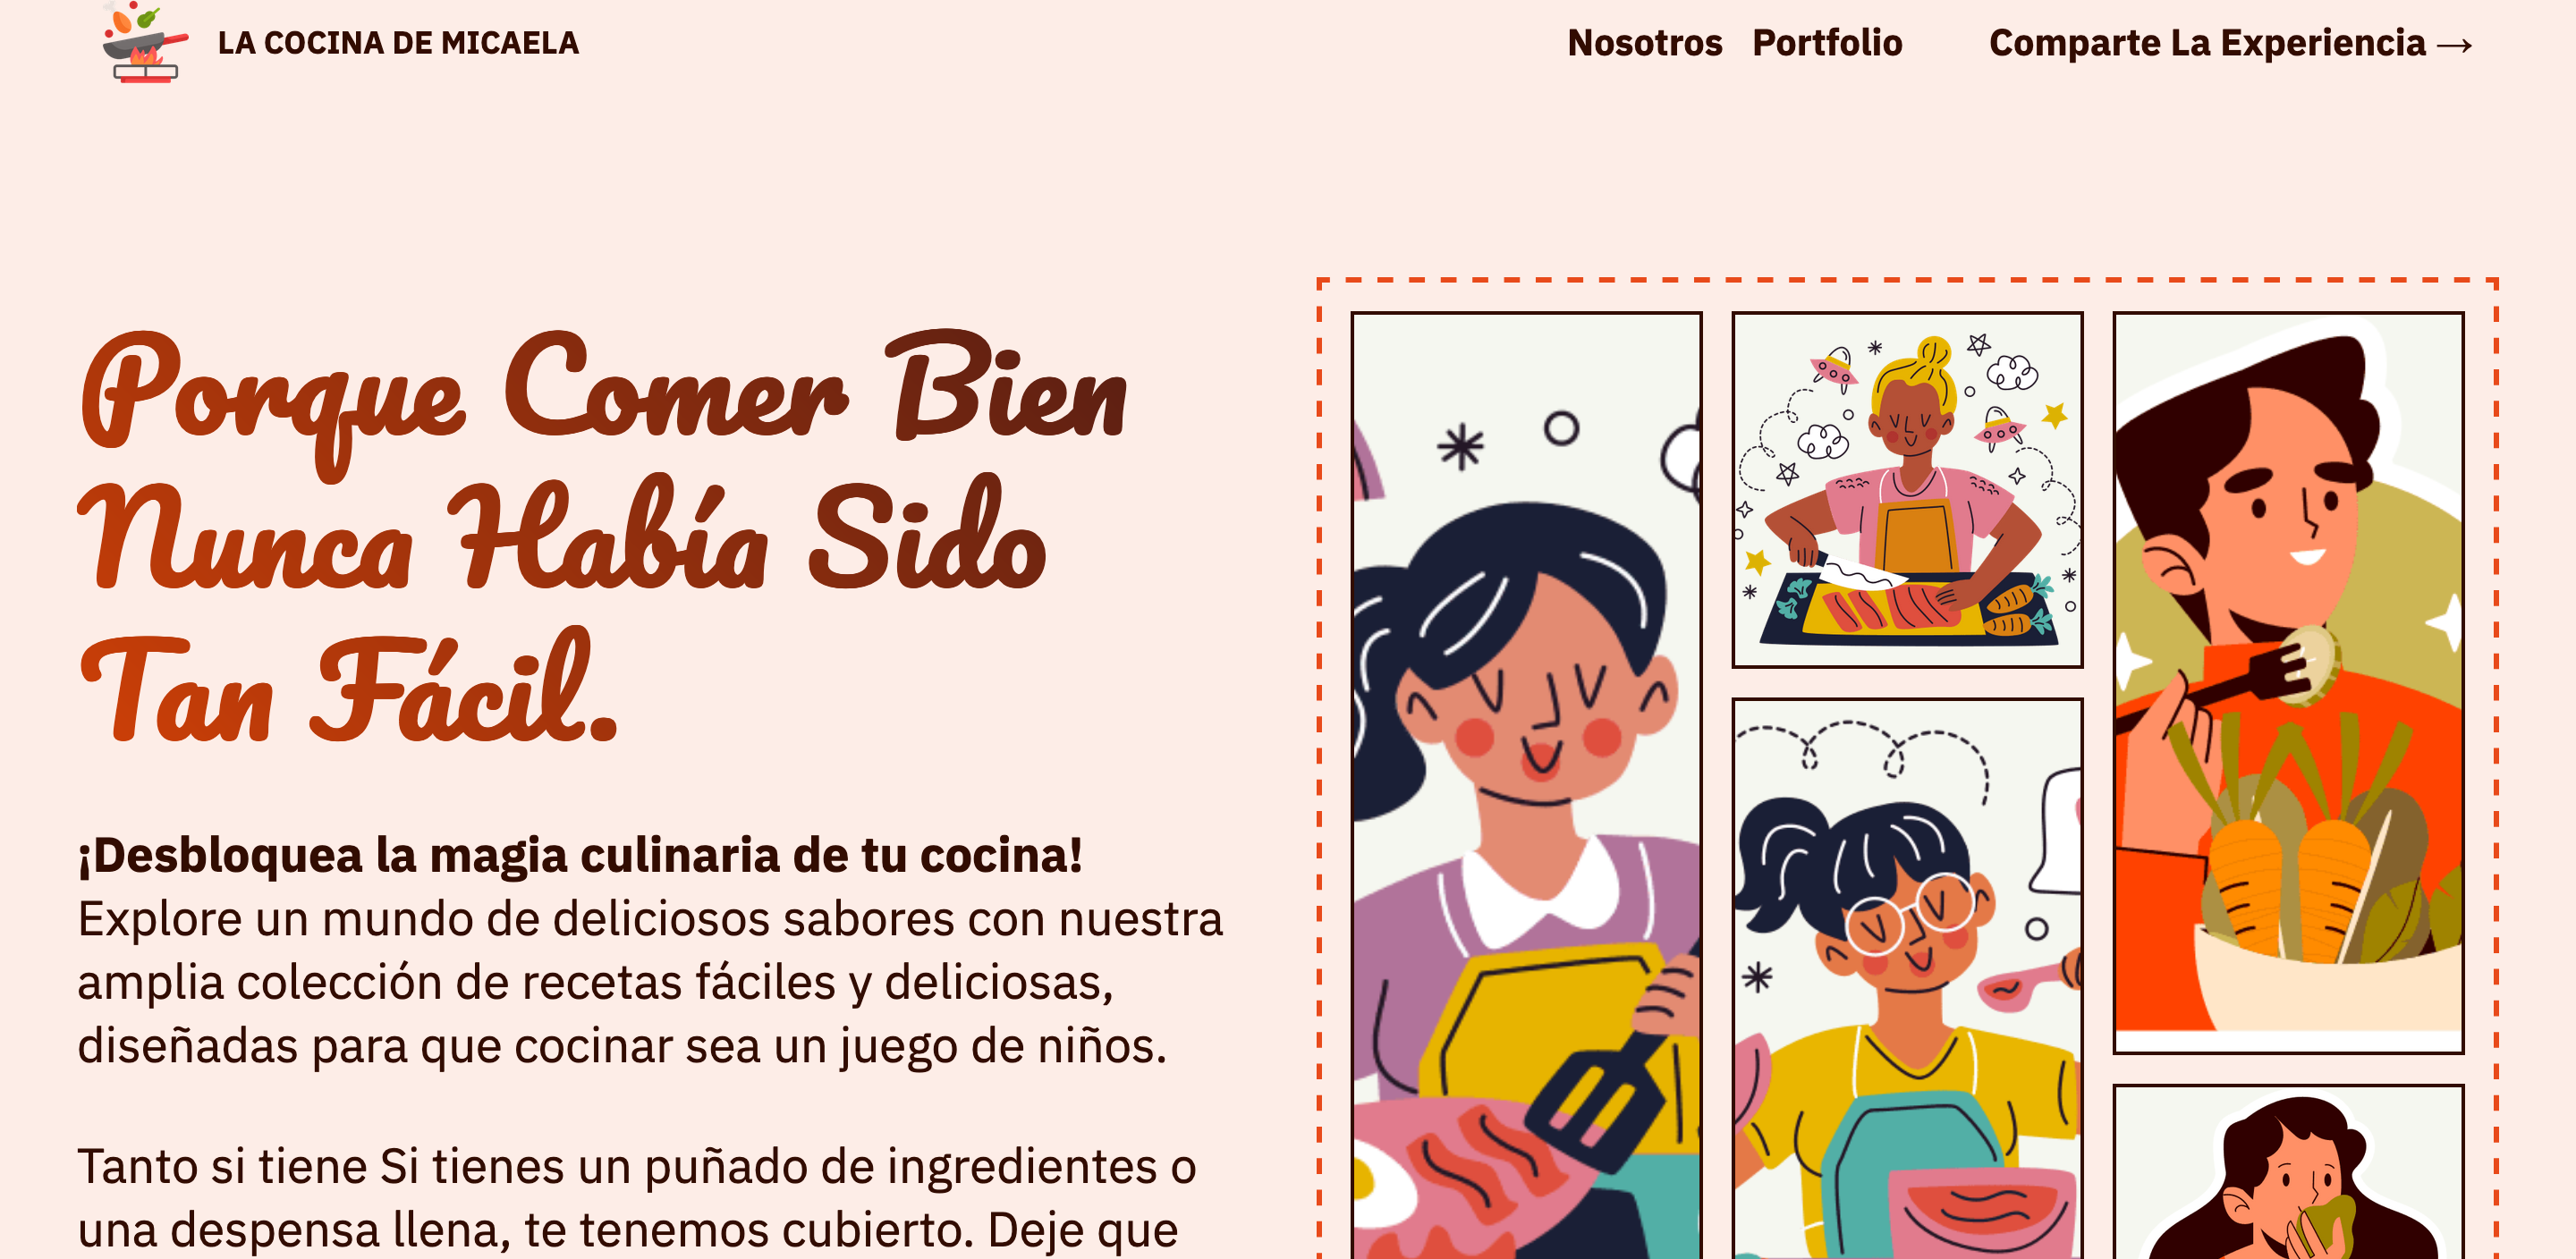 LA COCINA DE MICAELA
Nosotros Portfolio Comparte La Experiencia →
Porque Comer Bien
Nunca Había Sido
Tan Fácil.
¡Desbloquea la magia culinaria de tu cocina!
Explore un mundo de deliciosos sabores con nuestra
amplia colección de recetas fáciles y deliciosas,
diseñadas para que cocinar sea un juego de niños.
Tanto si tiene Si tienes un puñado de ingredientes o
una despensa llena, te tenemos cubierto. Deje que